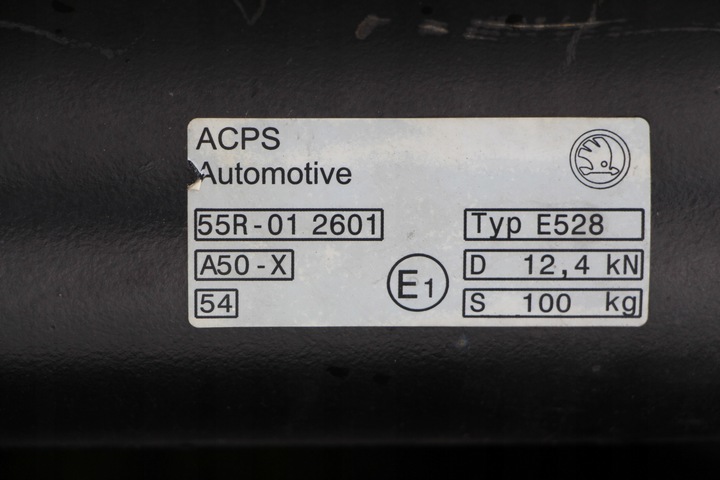 ACPS
Automotive
55R-01 2601
A50-X
54
E1
Typ E528
D 12,4 kN
S 100 kg